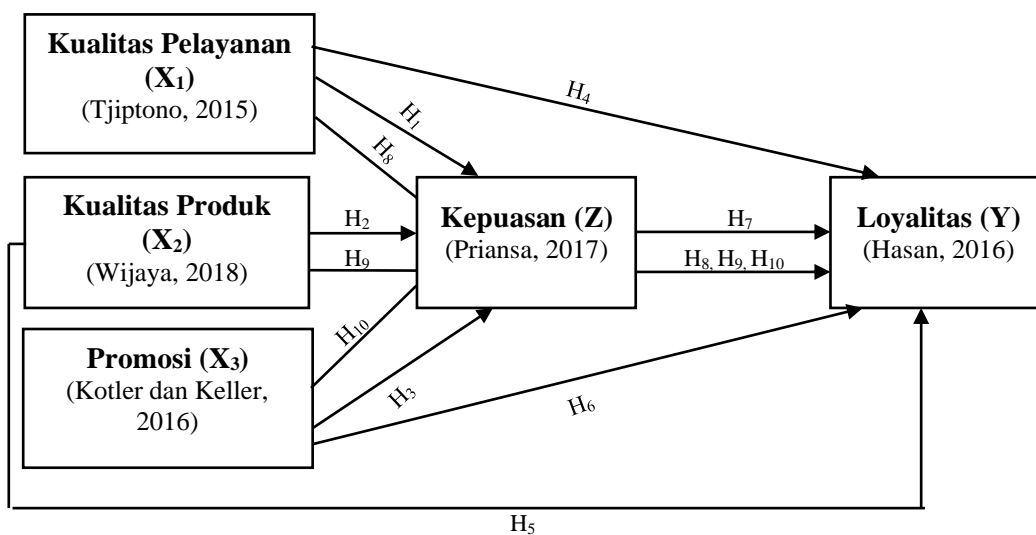 Kualitas Pelayanan
(X₁)
(Tjiptono, 2015)
Kualitas Produk
(X₂)
(Wijaya, 2018)
Promosi (X₃)
(Kotler dan Keller,
2016)
H₁
H₈
H₂
H₉
H₁₀
H₃
H₄
Kepuasan (Z)
(Priansa, 2017)
H₇
H₈, H₉, H₁₀
H₆
Loyalitas (Y)
(Hasan, 2016)
H₅